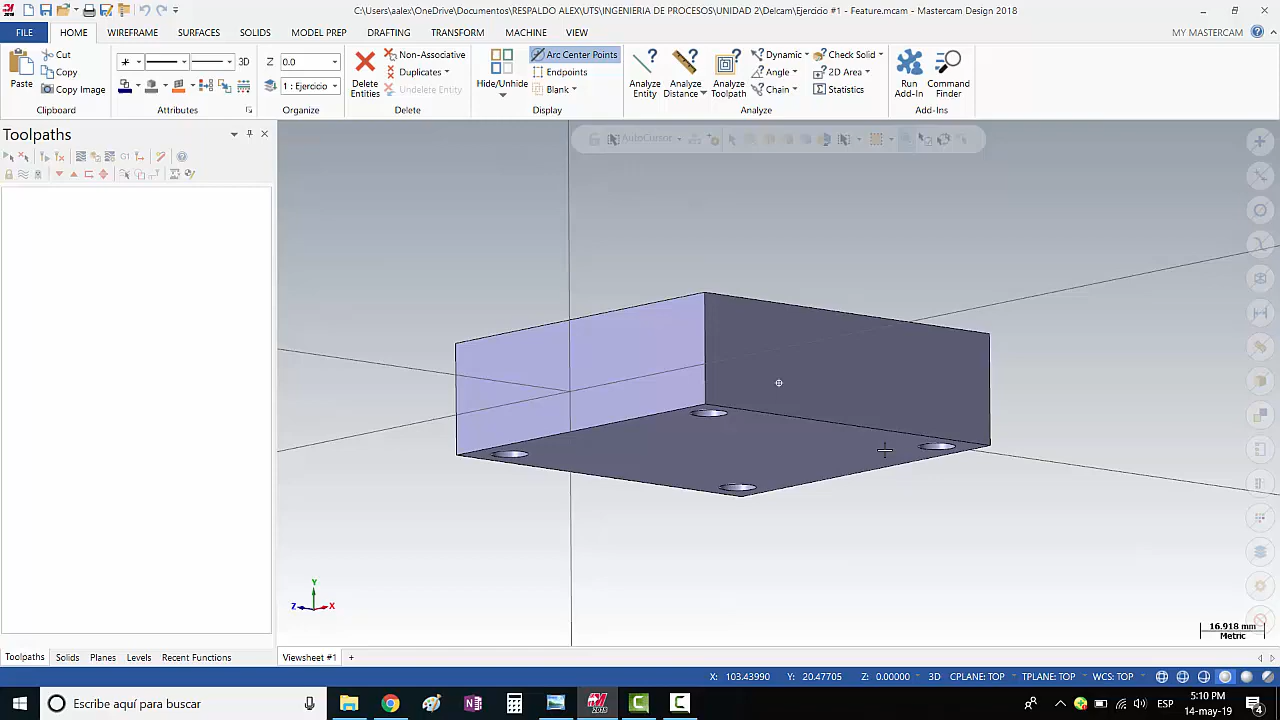 C:\Users\aalex\OneDrive\Documentos\RESPALDO ALEX\UTS\INGENIERIA DE PROCESOS\UNIDAD 2\Delcam\Ejercicio #1 - Feature.mcam - Mastercam Design 2018
FILE HOME WIREFRAME SURFACES SOLIDS MODEL PREP DRAFTING TRANSFORM MACHINE VIEW MY MASTERCAM
Paste Cut Copy Copy Image
Clipboard
3D
Attributes
Z 0.0
1 : Ejercicio
Organize
Delete Entities Non-Associative Duplicates Undelete Entity
Delete
Hide/Unhide Arc Center Points Endpoints Blank
Display
Analyze Entity Analyze Distance Analyze Toolpath Dynamic Angle Chain Check Solid 2D Area Statistics
Analyze
Run Add-In Command Finder
Add-Ins
Toolpaths
AutoCursor
G1
Y
Z X
16.918 mm
Metric
Toolpaths Solids Planes Levels Recent Functions Viewsheet #1 +
X: 103.43990 Y: 20.47705 Z: 0.00000 3D CPLANE: TOP TPLANE: TOP WCS: TOP
Escribe aquí para buscar
2018
5:10 PM
14-may.-19
4